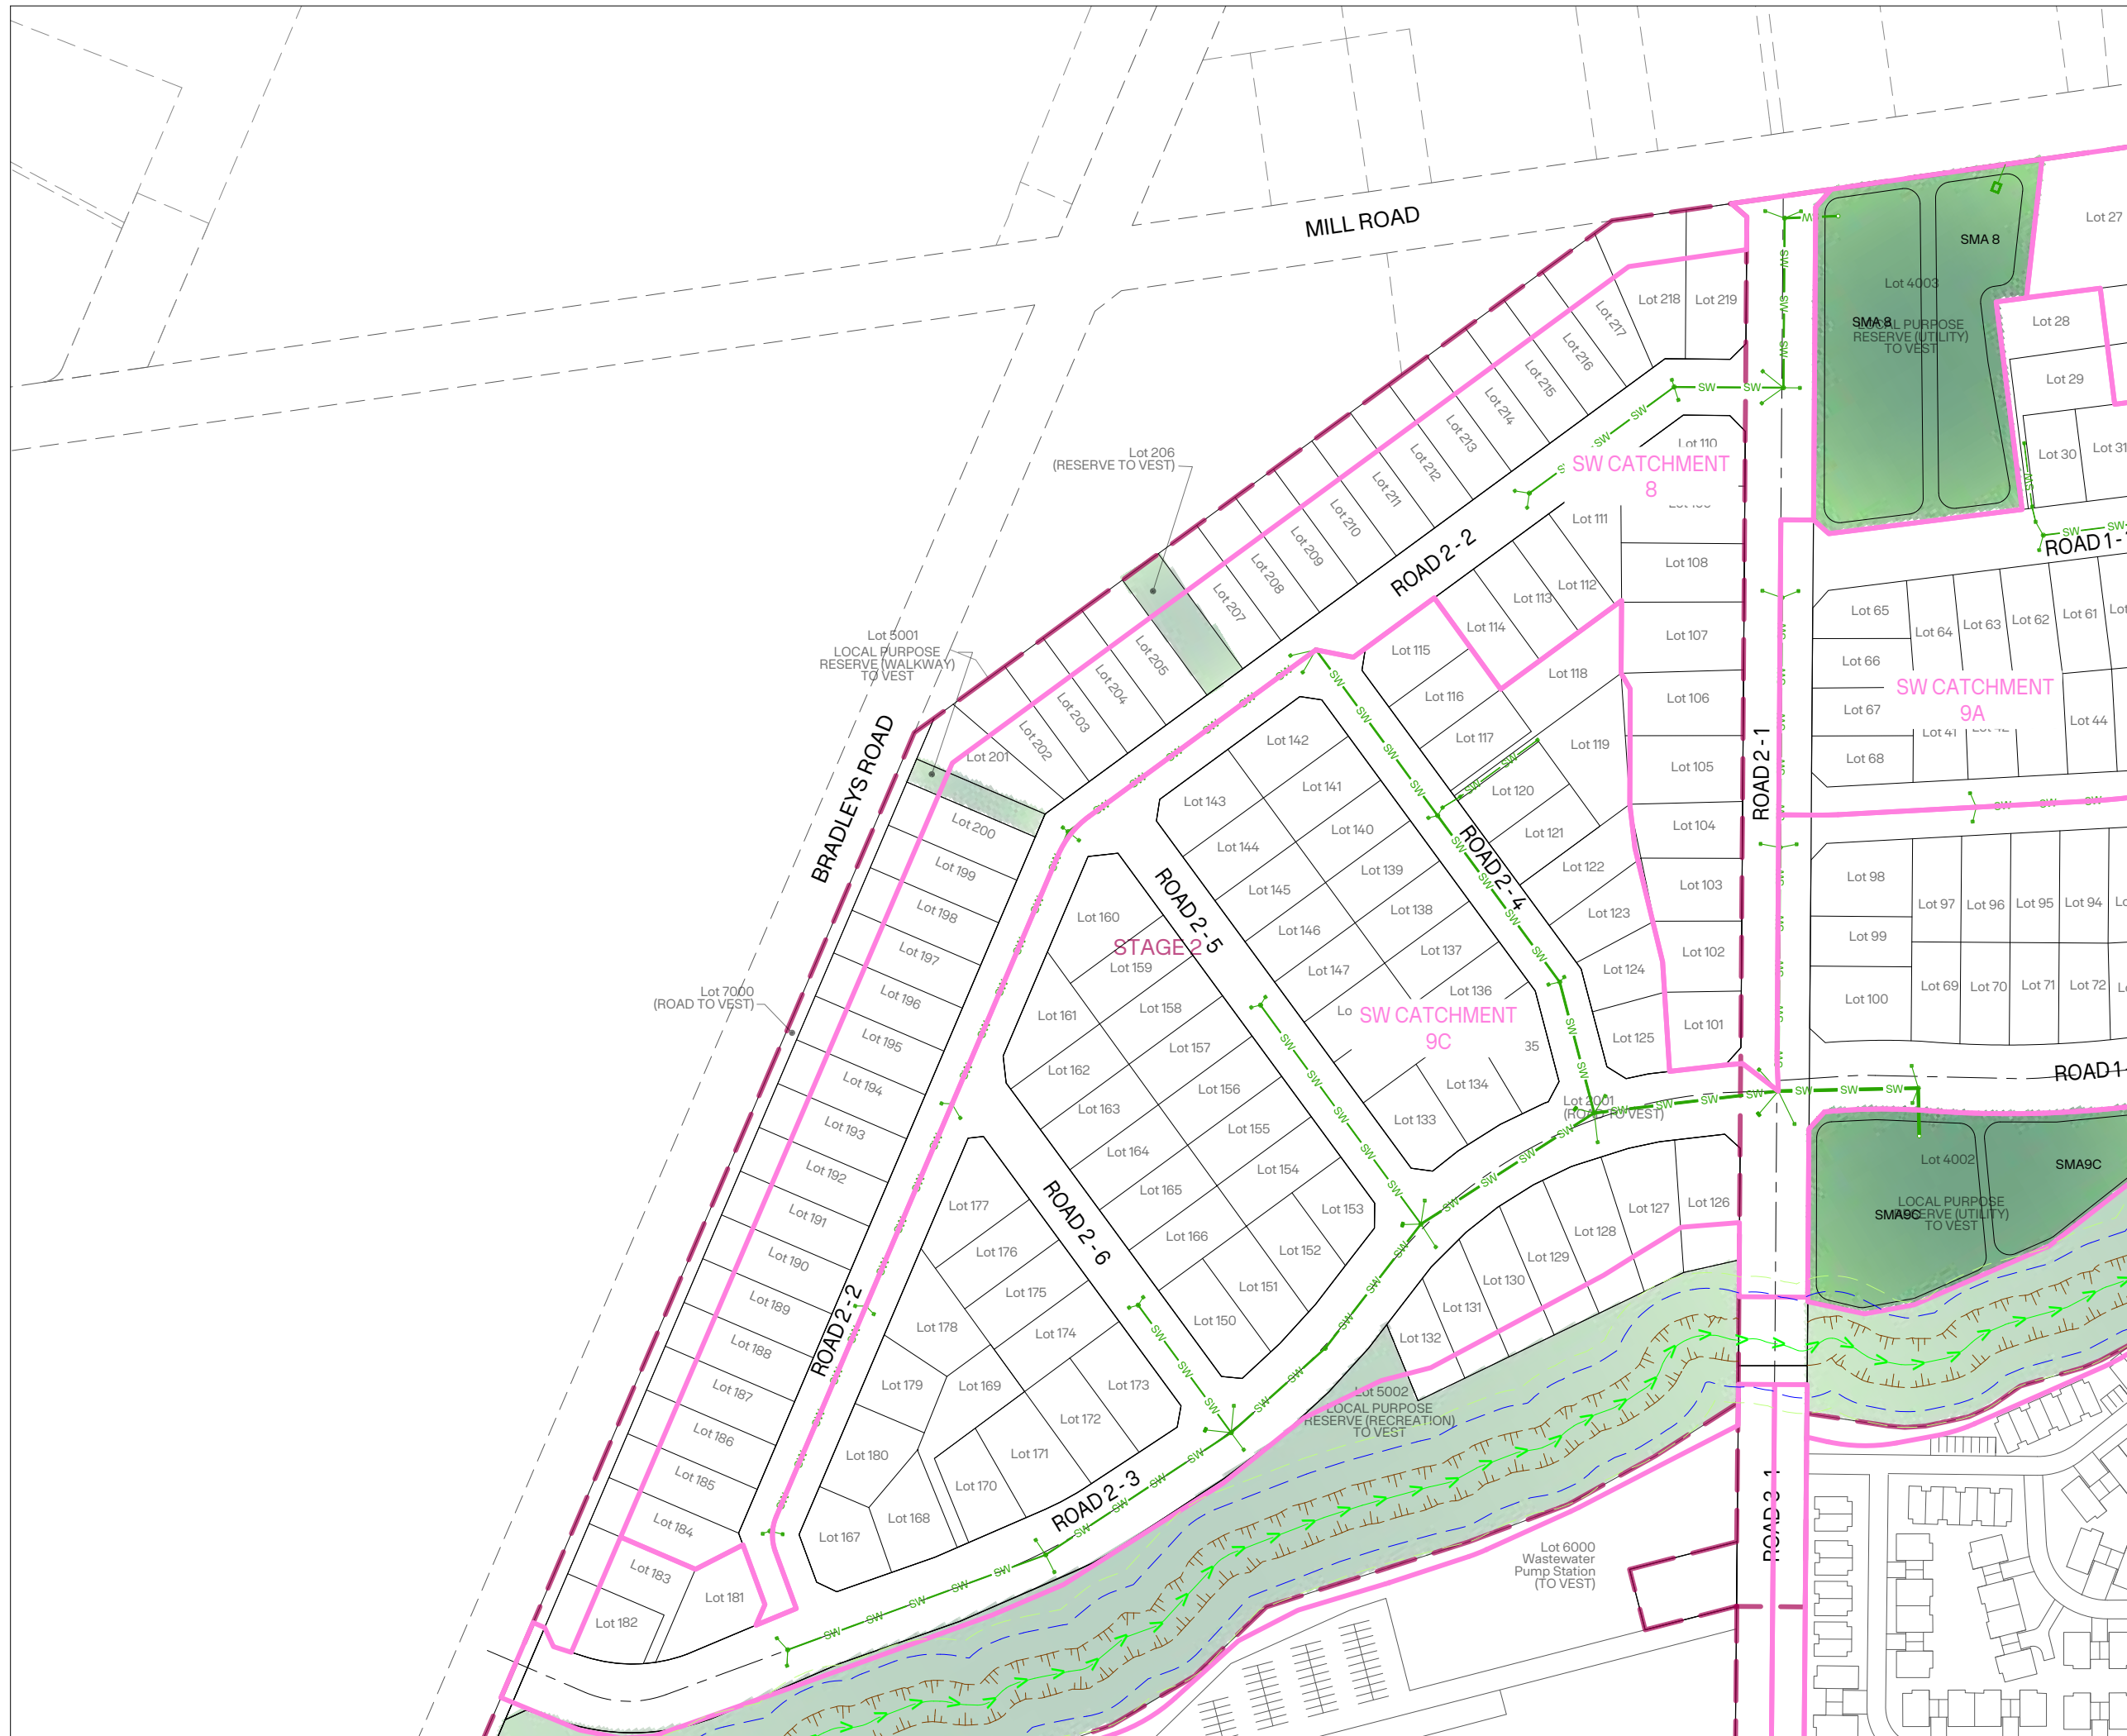 MILL ROAD
Lot 27
SMA 8
Lot 4003
SMA 8
LOCAL PURPOSE
RESERVE (UTILITY)
TO VEST
Lot 28
Lot 29
Lot 30
Lot 31
Lot 219
Lot 218
Lot 217
Lot 216
Lot 215
Lot 214
Lot 213
Lot 212
Lot 211
Lot 210
Lot 209
Lot 208
Lot 207
Lot 206
(RESERVE TO VEST)
Lot 205
Lot 204
Lot 203
Lot 202
Lot 201
Lot 5001
LOCAL PURPOSE
RESERVE (WALKWAY)
TO VEST
Lot 110
SW CATCHMENT
8
Lot 111
Lot 108
Lot 112
Lot 113
Lot 114
Lot 115
Lot 116
Lot 117
Lot 118
Lot 119
Lot 120
Lot 121
Lot 122
Lot 123
Lot 124
Lot 125
Lot 107
Lot 106
Lot 105
Lot 104
Lot 103
Lot 102
Lot 101
ROAD 2 - 2
ROAD 2 - 1
ROAD 1 -
Lot 65
Lot 64
Lot 63
Lot 62
Lot 61
Lot 66
Lot 67
Lot 68
SW CATCHMENT
9A
Lot 41
Lot 44
Lot 98
Lot 97
Lot 96
Lot 95
Lot 94
Lot 99
Lot 100
Lot 69
Lot 70
Lot 71
Lot 72
ROAD 1
BRADLEYS ROAD
Lot 7000
(ROAD TO VEST)
Lot 200
Lot 199
Lot 198
Lot 197
Lot 196
Lot 195
Lot 194
Lot 193
Lot 192
Lot 191
Lot 190
Lot 189
Lot 188
Lot 187
Lot 186
Lot 185
Lot 184
Lot 183
Lot 182
Lot 181
ROAD 2 - 2
STAGE 2
ROAD 2 - 5
ROAD 2 - 4
Lot 142
Lot 143
Lot 141
Lot 144
Lot 140
Lot 145
Lot 139
Lot 146
Lot 138
Lot 147
Lot 137
Lot 136
SW CATCHMENT
9C
35
Lot 134
Lot 133
Lot 160
Lot 159
Lot 158
Lot 161
Lot 157
Lot 162
Lot 156
Lot 163
Lot 155
Lot 164
Lot 154
Lot 165
Lot 153
Lot 166
Lot 152
Lot 151
Lot 150
ROAD 2 - 6
Lot 177
Lot 176
Lot 175
Lot 178
Lot 174
Lot 179
Lot 169
Lot 173
Lot 172
Lot 180
Lot 171
Lot 170
Lot 168
Lot 167
ROAD 2 - 3
Lot 2001
(ROAD TO VEST)
Lot 126
Lot 127
Lot 128
Lot 129
Lot 130
Lot 131
Lot 132
Lot 4002
SMA9C
LOCAL PURPOSE
RESERVE (UTILITY)
TO VEST
SMA9C
Lot 5002
LOCAL PURPOSE
RESERVE (RECREATION)
TO VEST
Lot 6000
Wastewater
Pump Station
(TO VEST)
ROAD 3 - 1
SW